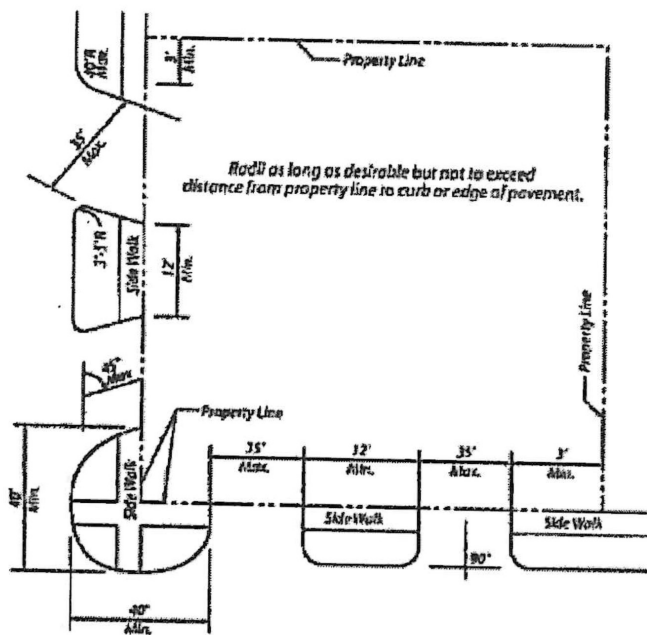 40'R
Max.
3'
Min.
Property Line
35'
Max.
Radii as long as desirable but not to exceed
distance from property line to curb or edge of pavement.
3'-3"R
Side Walk
12'
Min.
Property Line
45°
Min.
Property Line
40'
Min.
Side Walk
35'
Max.
12'
Min.
35'
Max.
3'
Min.
Side Walk
Side Walk
90°
40'
Min.